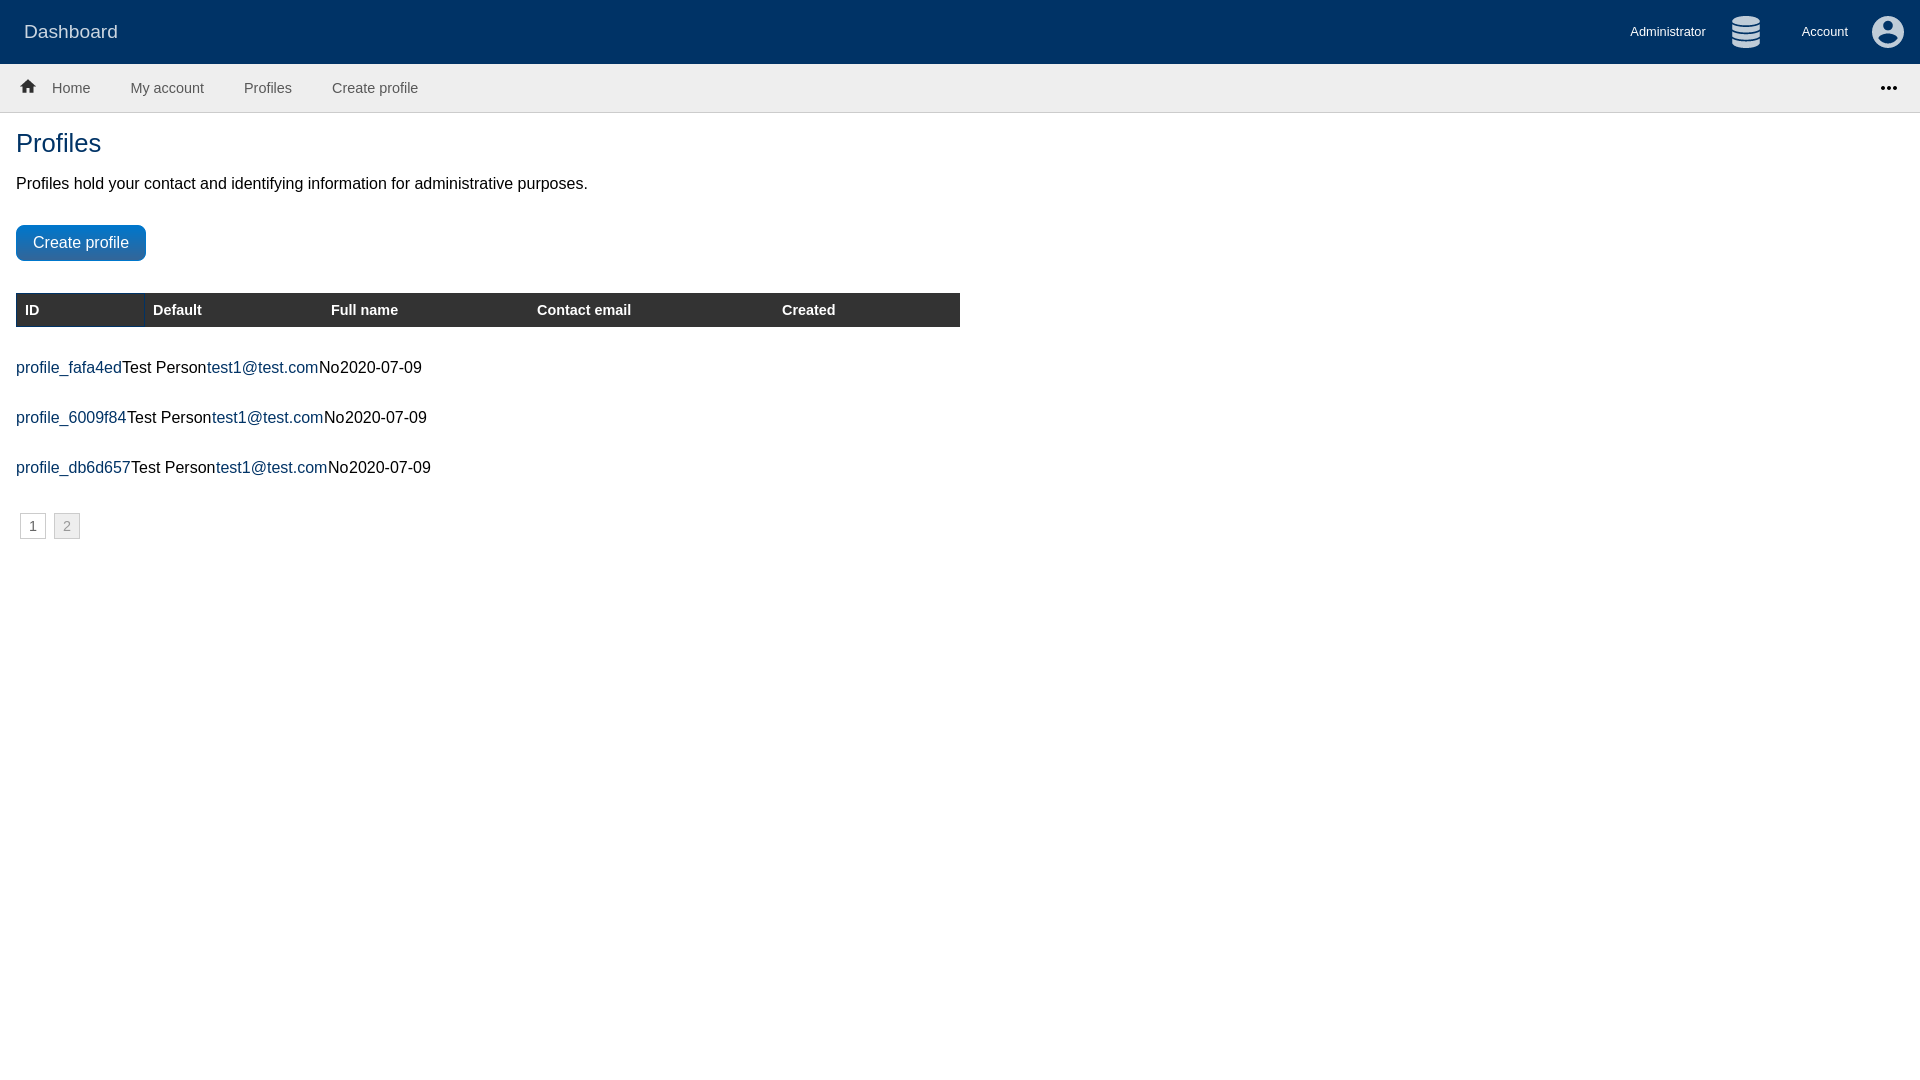 Dashboard
Administrator
Account
Home
My account
Profiles
Create profile
Profiles
Profiles hold your contact and identifying information for administrative purposes.
Create profile
ID Default Full name Contact email Created
profile_fafa4edTest Persontest1@test.comNo2020-07-09
profile_6009f84Test Persontest1@test.comNo2020-07-09
profile_db6d657Test Persontest1@test.comNo2020-07-09
1 2